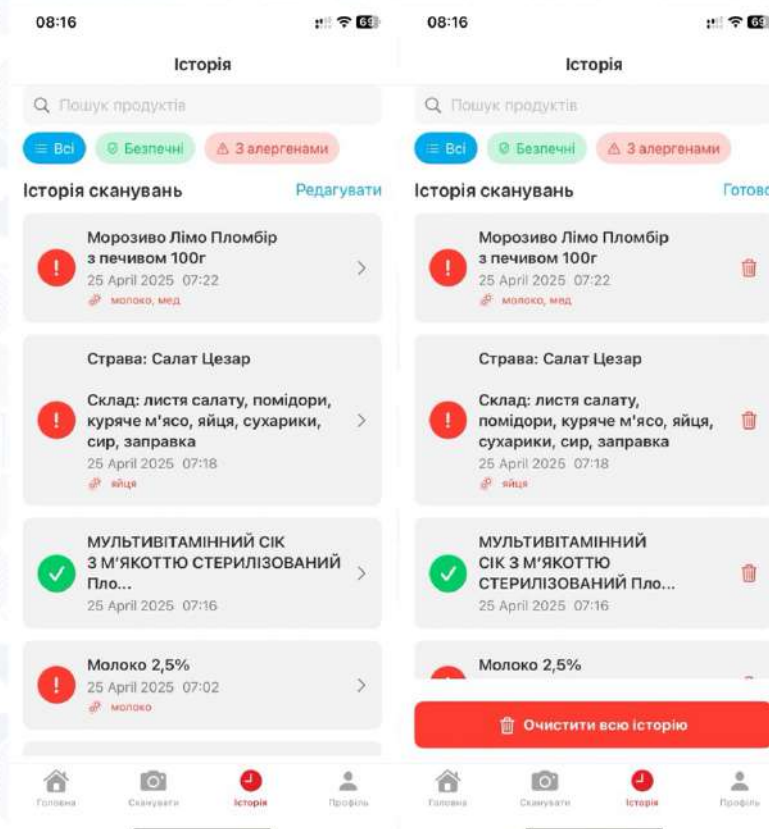 08:16
69
Історія
Пошук продуктів
Всі
Безпечні
З алергенами
Історія сканувань
Редагувати
Морозиво Лімо Пломбір
з печивом 100г
25 April 2025 07:22
молоко, мед
Страва: Салат Цезар
Склад: листя салату, помідори,
куряче м'ясо, яйця, сухарики,
сир, заправка
25 April 2025 07:18
яйця
МУЛЬТИВІТАМІННИЙ СІК
З М'ЯКОТТЮ СТЕРИЛІЗОВАНИЙ
Пло...
25 April 2025 07:16
Молоко 2,5%
25 April 2025 07:02
молоко
Головна
Сканувати
Історія
Профіль
08:16
69
Історія
Пошук продуктів
Всі
Безпечні
З алергенами
Історія сканувань
Готово
Морозиво Лімо Пломбір
з печивом 100г
25 April 2025 07:22
молоко, мед
Страва: Салат Цезар
Склад: листя салату,
помідори, куряче м'ясо, яйця,
сухарики, сир, заправка
25 April 2025 07:18
яйця
МУЛЬТИВІТАМІННИЙ
СІК З М'ЯКОТТЮ
СТЕРИЛІЗОВАНИЙ Пло...
25 April 2025 07:16
Молоко 2,5%
Очистити всю історію
Головна
Сканувати
Історія
Профіль